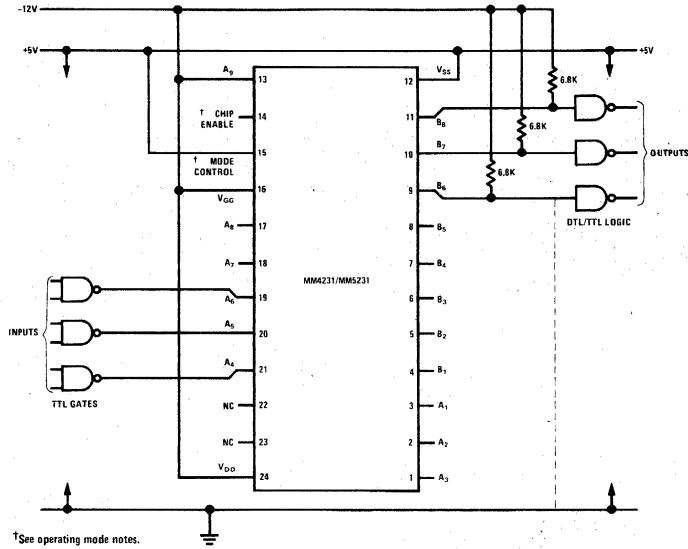 -12V
+5V
+5V
A9
13
12
VSS
6.8K
† CHIP
ENABLE
14
11
B8
6.8K
B7
† MODE
CONTROL
15
10
OUTPUTS
6.8K
16
9
B6
VGG
DTL/TTL LOGIC
A8
17
8
B5
A7
18
7
B4
MM4231/MM5231
A6
19
6
B3
INPUTS
A5
20
5
B2
A4
21
4
B1
TTL GATES
NC
22
3
A1
NC
23
2
A2
VDD
24
1
A3
†See operating mode notes.